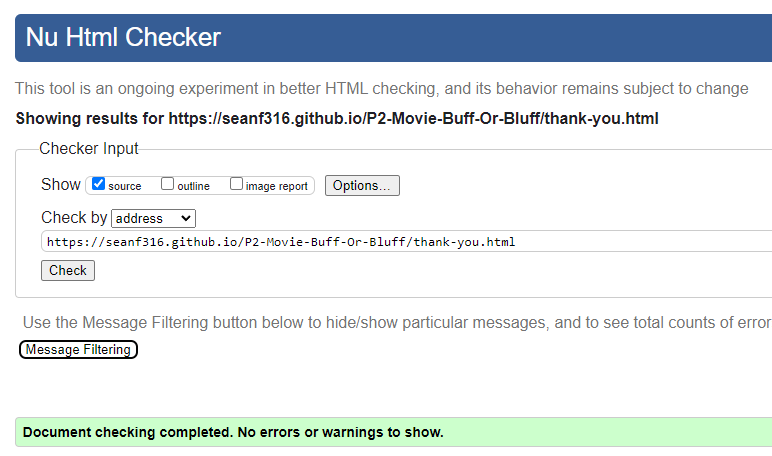 Nu Html Checker
This tool is an ongoing experiment in better HTML checking, and its behavior remains subject to change
Showing results for https://seanf316.github.io/P2-Movie-Buff-Or-Bluff/thank-you.html
Checker Input
Show source outline image report Options...
Check by address
https://seanf316.github.io/P2-Movie-Buff-Or-Bluff/thank-you.html
Check
Use the Message Filtering button below to hide/show particular messages, and to see total counts of error
Message Filtering
Document checking completed. No errors or warnings to show.